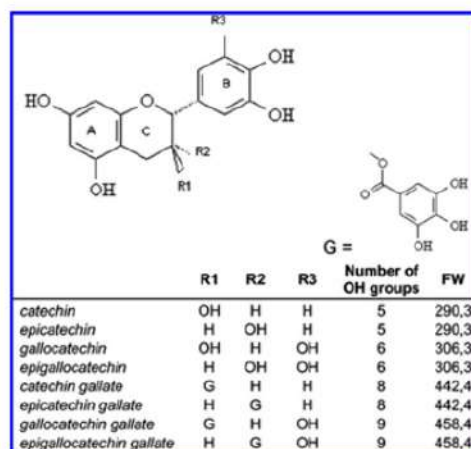 R3
OH
B
HO
O
OH
A
C
R2
R1
OH
O
O
OH
OH
OH
G =
R1 R2 R3 Number of OH groups FW
catechin OH H H 5 290,3
epicatechin H OH H 5 290,3
gallocatechin OH H OH 6 306,3
epigallocatechin H OH OH 6 306,3
catechin gallate G H H 8 442,4
epicatechin gallate H G H 8 442,4
gallocatechin gallate G H OH 9 458,4
epigallocatechin gallate H G OH 9 458,4